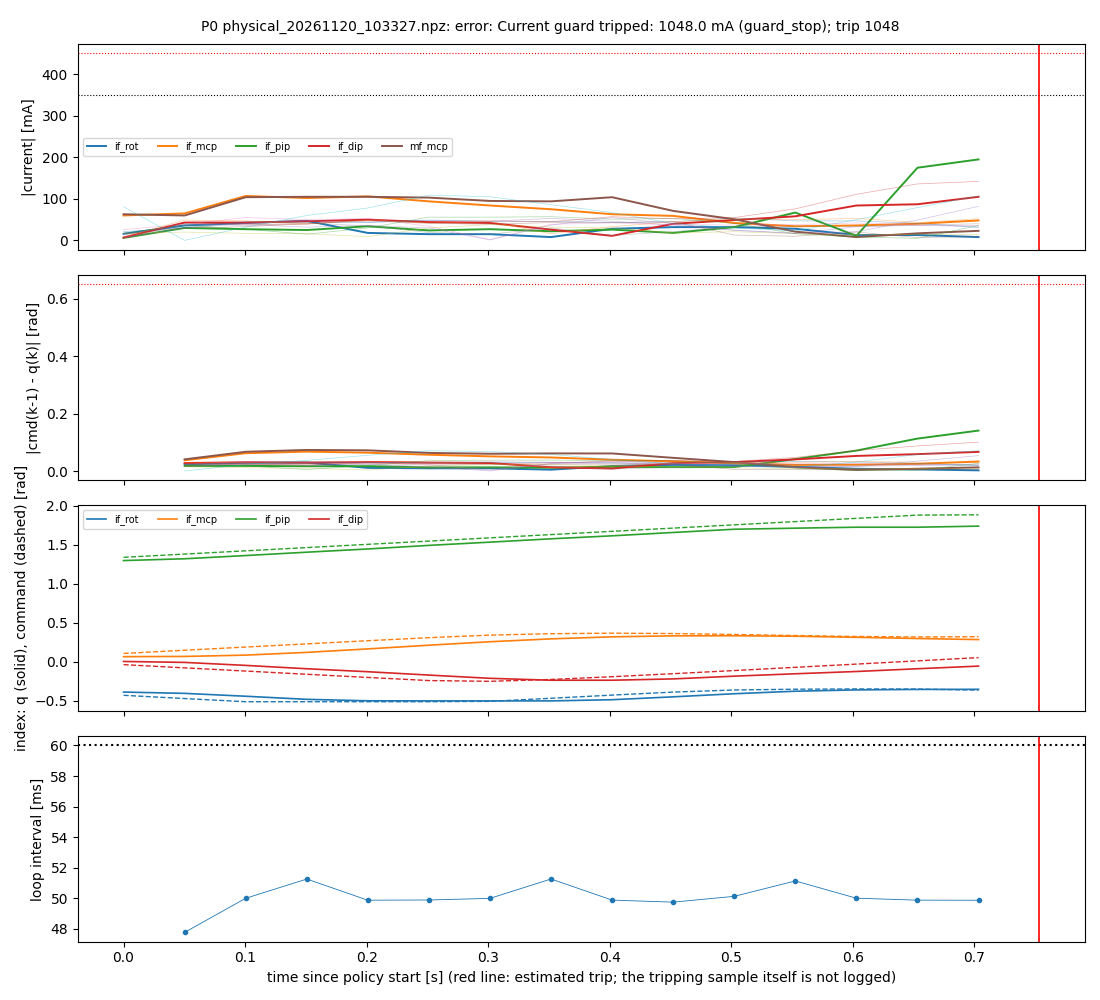 P0 physical_20261120_103327.npz: error: Current guard tripped: 1048.0 mA (guard_stop); trip 1048
|current| [mA]
400
300
200
100
0
if_rot if_mcp if_pip if_dip mf_mcp
|cmd(k-1) - q(k)| [rad]
0.6
0.4
0.2
0.0
index: q (solid), command (dashed) [rad]
2.0
1.5
1.0
0.5
0.0
−0.5
if_rot if_mcp if_pip if_dip
loop interval [ms]
60
58
56
54
52
50
48
0.0 0.1 0.2 0.3 0.4 0.5 0.6 0.7
time since policy start [s] (red line: estimated trip; the tripping sample itself is not logged)